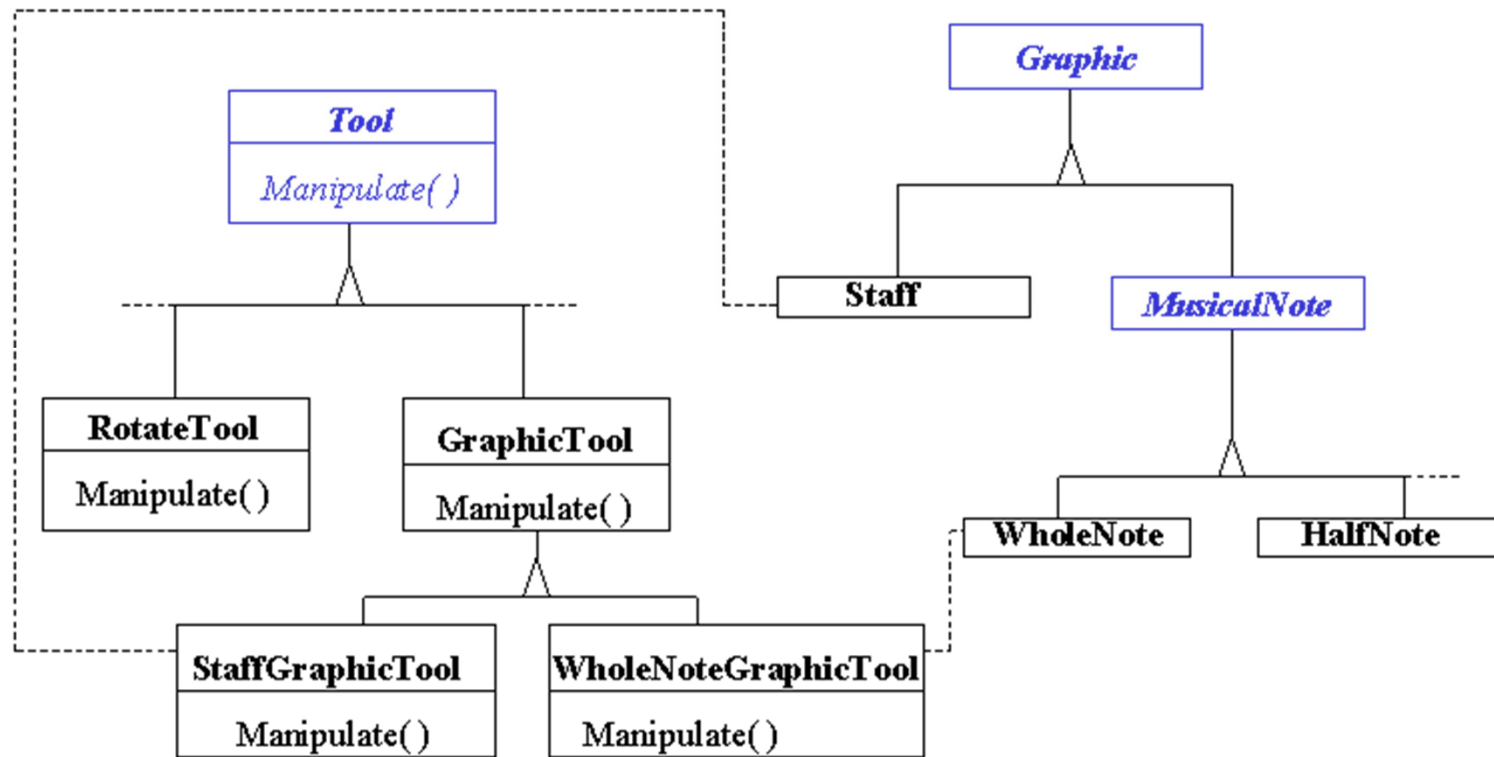 Graphic
Tool
Manipulate( )
Staff
MusicalNote
RotateTool
Manipulate( )
GraphicTool
Manipulate( )
WholeNote
HalfNote
StaffGraphicTool
Manipulate( )
WholeNoteGraphicTool
Manipulate( )